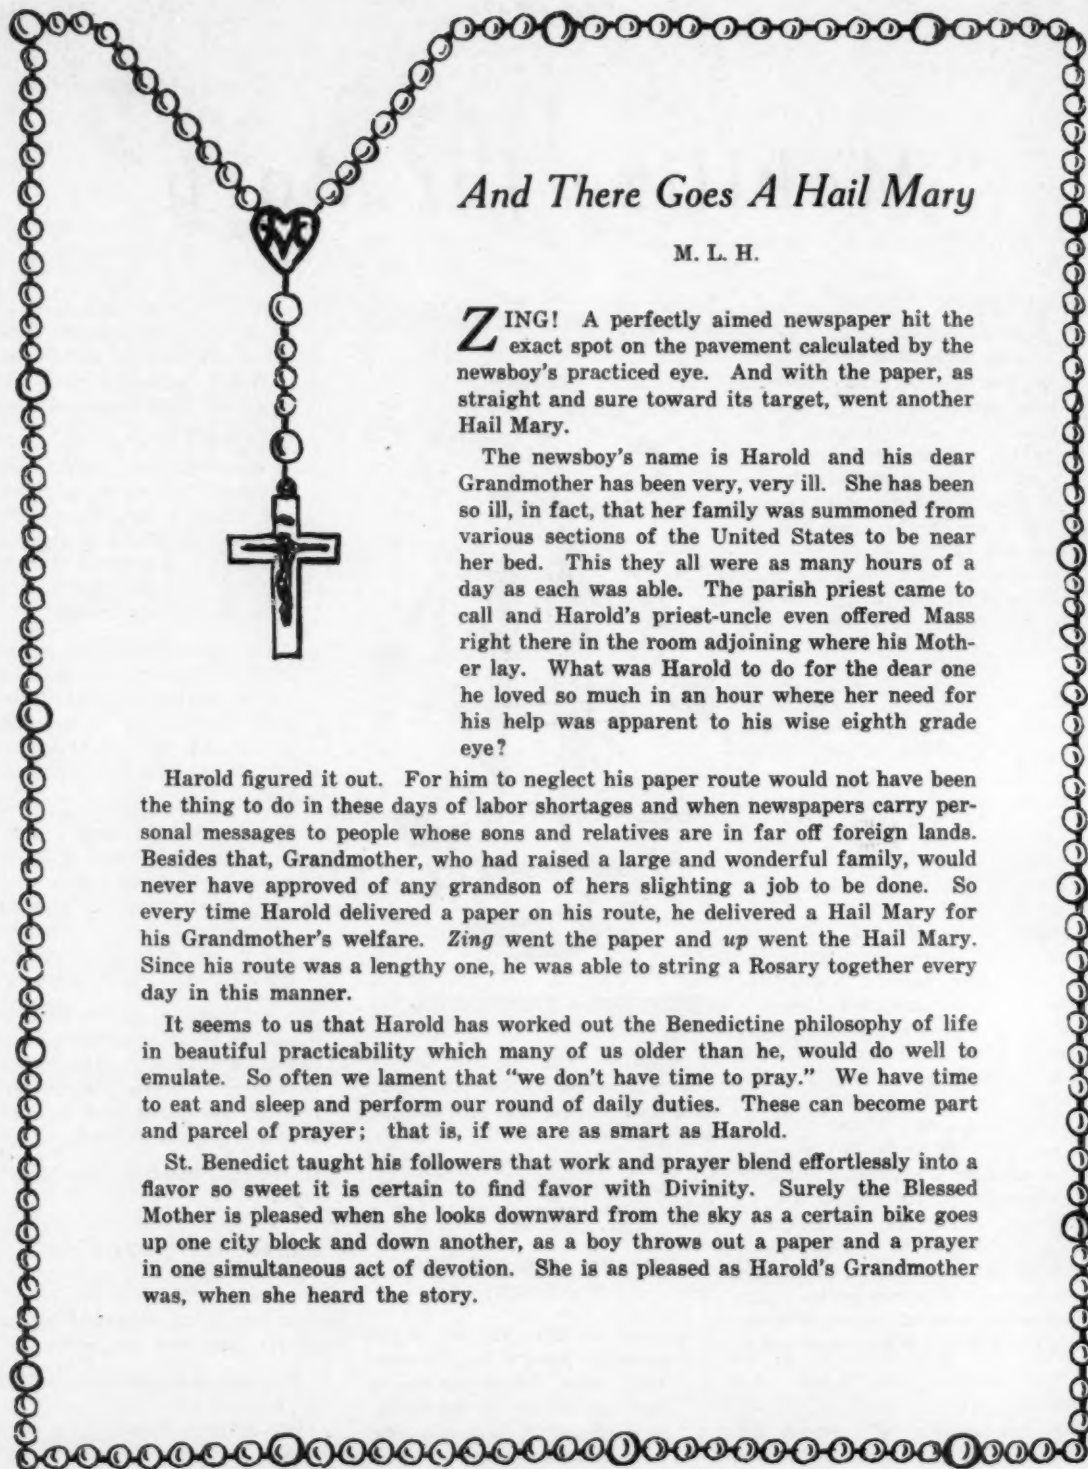 And There Goes A Hail Mary
M. L. H.
ZING! A perfectly aimed newspaper hit the
exact spot on the pavement calculated by the
newsboy's practiced eye. And with the paper, as
straight and sure toward its target, went another
Hail Mary.
The newsboy's name is Harold and his dear
Grandmother has been very, very ill. She has been
so ill, in fact, that her family was summoned from
various sections of the United States to be near
her bed. This they all were as many hours of a
day as each was able. The parish priest came to
call and Harold's priest-uncle even offered Mass
right there in the room adjoining where his Moth-
er lay. What was Harold to do for the dear one
he loved so much in an hour where her need for
his help was apparent to his wise eighth grade
eye?
Harold figured it out. For him to neglect his paper route would not have been
the thing to do in these days of labor shortages and when newspapers carry per-
sonal messages to people whose sons and relatives are in far off foreign lands.
Besides that, Grandmother, who had raised a large and wonderful family, would
never have approved of any grandson of hers slighting a job to be done. So
every time Harold delivered a paper on his route, he delivered a Hail Mary for
his Grandmother's welfare. Zing went the paper and up went the Hail Mary.
Since his route was a lengthy one, he was able to string a Rosary together every
day in this manner.
It seems to us that Harold has worked out the Benedictine philosophy of life
in beautiful practicability which many of us older than he, would do well to
emulate. So often we lament that "we don't have time to pray." We have time
to eat and sleep and perform our round of daily duties. These can become part
and parcel of prayer; that is, if we are as smart as Harold.
St. Benedict taught his followers that work and prayer blend effortlessly into a
flavor so sweet it is certain to find favor with Divinity. Surely the Blessed
Mother is pleased when she looks downward from the sky as a certain bike goes
up one city block and down another, as a boy throws out a paper and a prayer
in one simultaneous act of devotion. She is as pleased as Harold's Grandmother
was, when she heard the story.